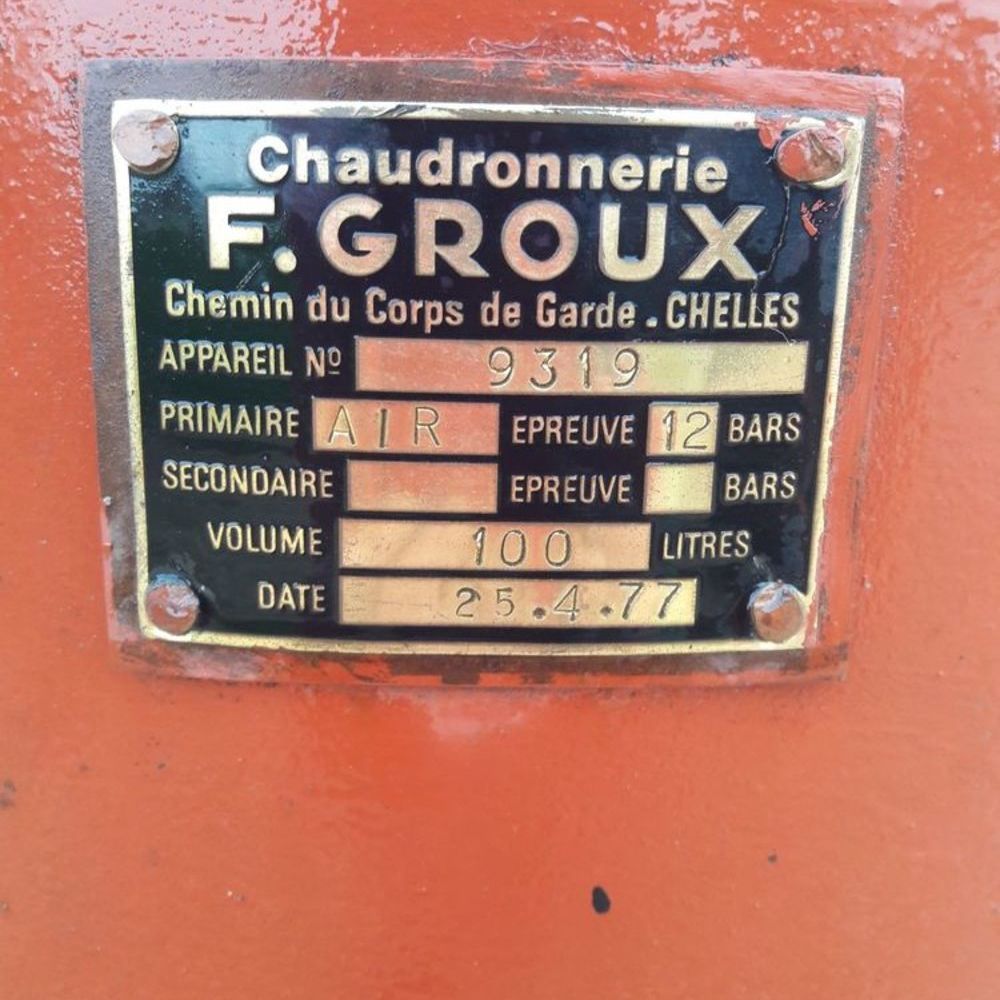 Chaudronnerie
F. GROUX
Chemin du Corps de Garde . CHELLES
APPAREIL Nº 9319
PRIMAIRE AIR EPREUVE 12 BARS
SECONDAIRE EPREUVE BARS
VOLUME 100 LITRES
DATE 25.4.77